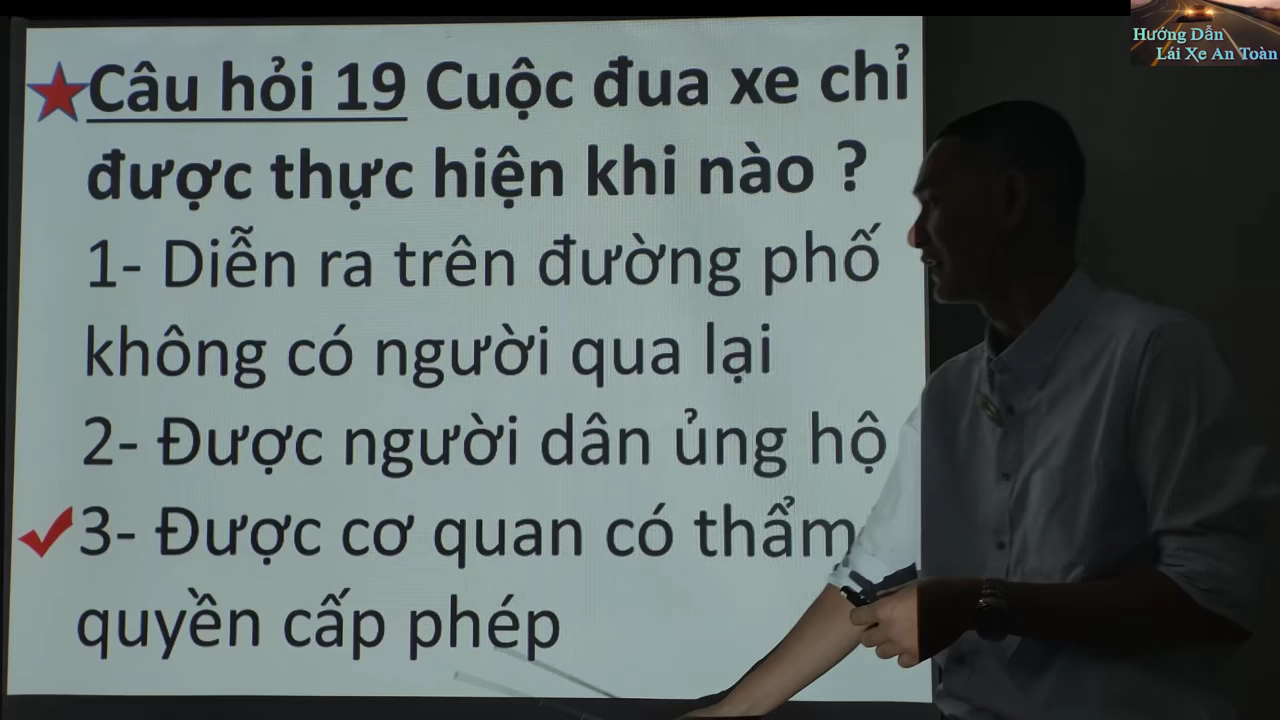 Hướng Dẫn
Lái Xe An Toàn
Câu hỏi 19 Cuộc đua xe chỉ
được thực hiện khi nào ?
1- Diễn ra trên đường phố
không có người qua lại
2- Được người dân ủng hộ
3- Được cơ quan có thẩm
quyền cấp phép